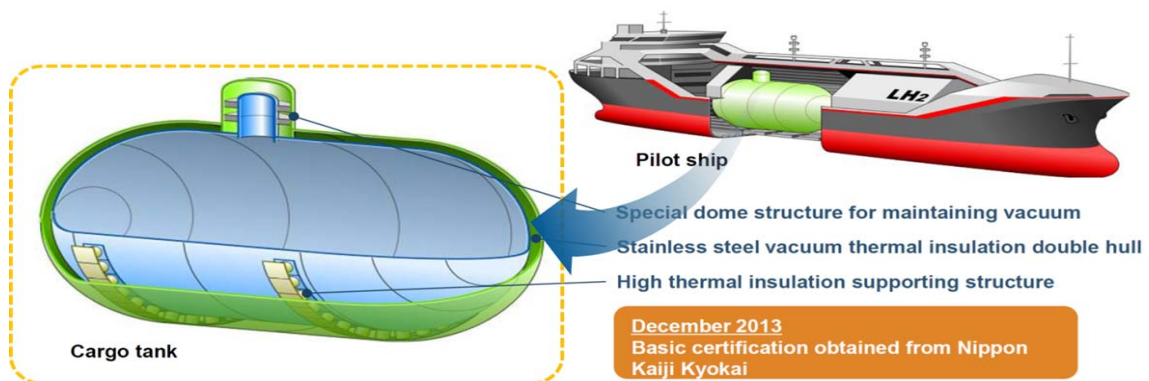 LH2
Pilot ship
Special dome structure for maintaining vacuum
Stainless steel vacuum thermal insulation double hull
High thermal insulation supporting structure
Cargo tank
December 2013
Basic certification obtained from Nippon
Kaiji Kyokai